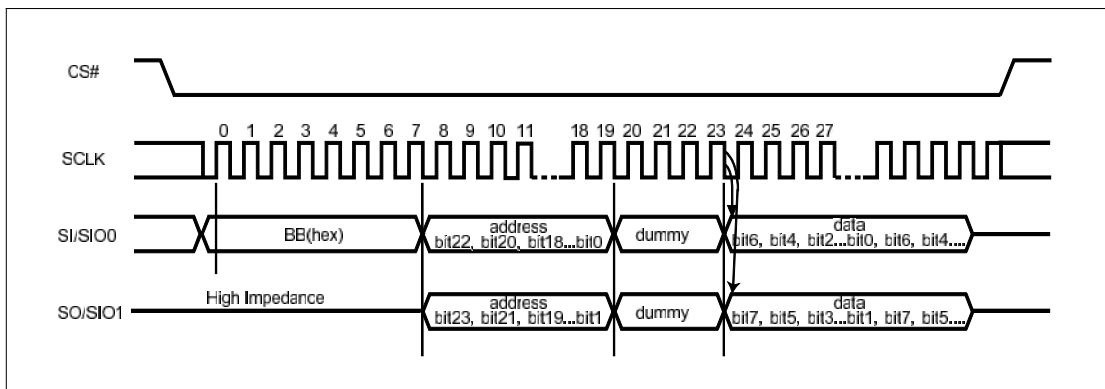 CS#
0 1 2 3 4 5 6 7 8 9 10 11 18 19 20 21 22 23 24 25 26 27
SCLK
SI/SIO0
BB(hex)
address
bit22, bit20, bit18...bit0
dummy
data
bit6, bit4, bit2...bit0, bit6, bit4....
High Impedance
SO/SIO1
address
bit23, bit21, bit19...bit1
dummy
data
bit7, bit5, bit3...bit1, bit7, bit5....